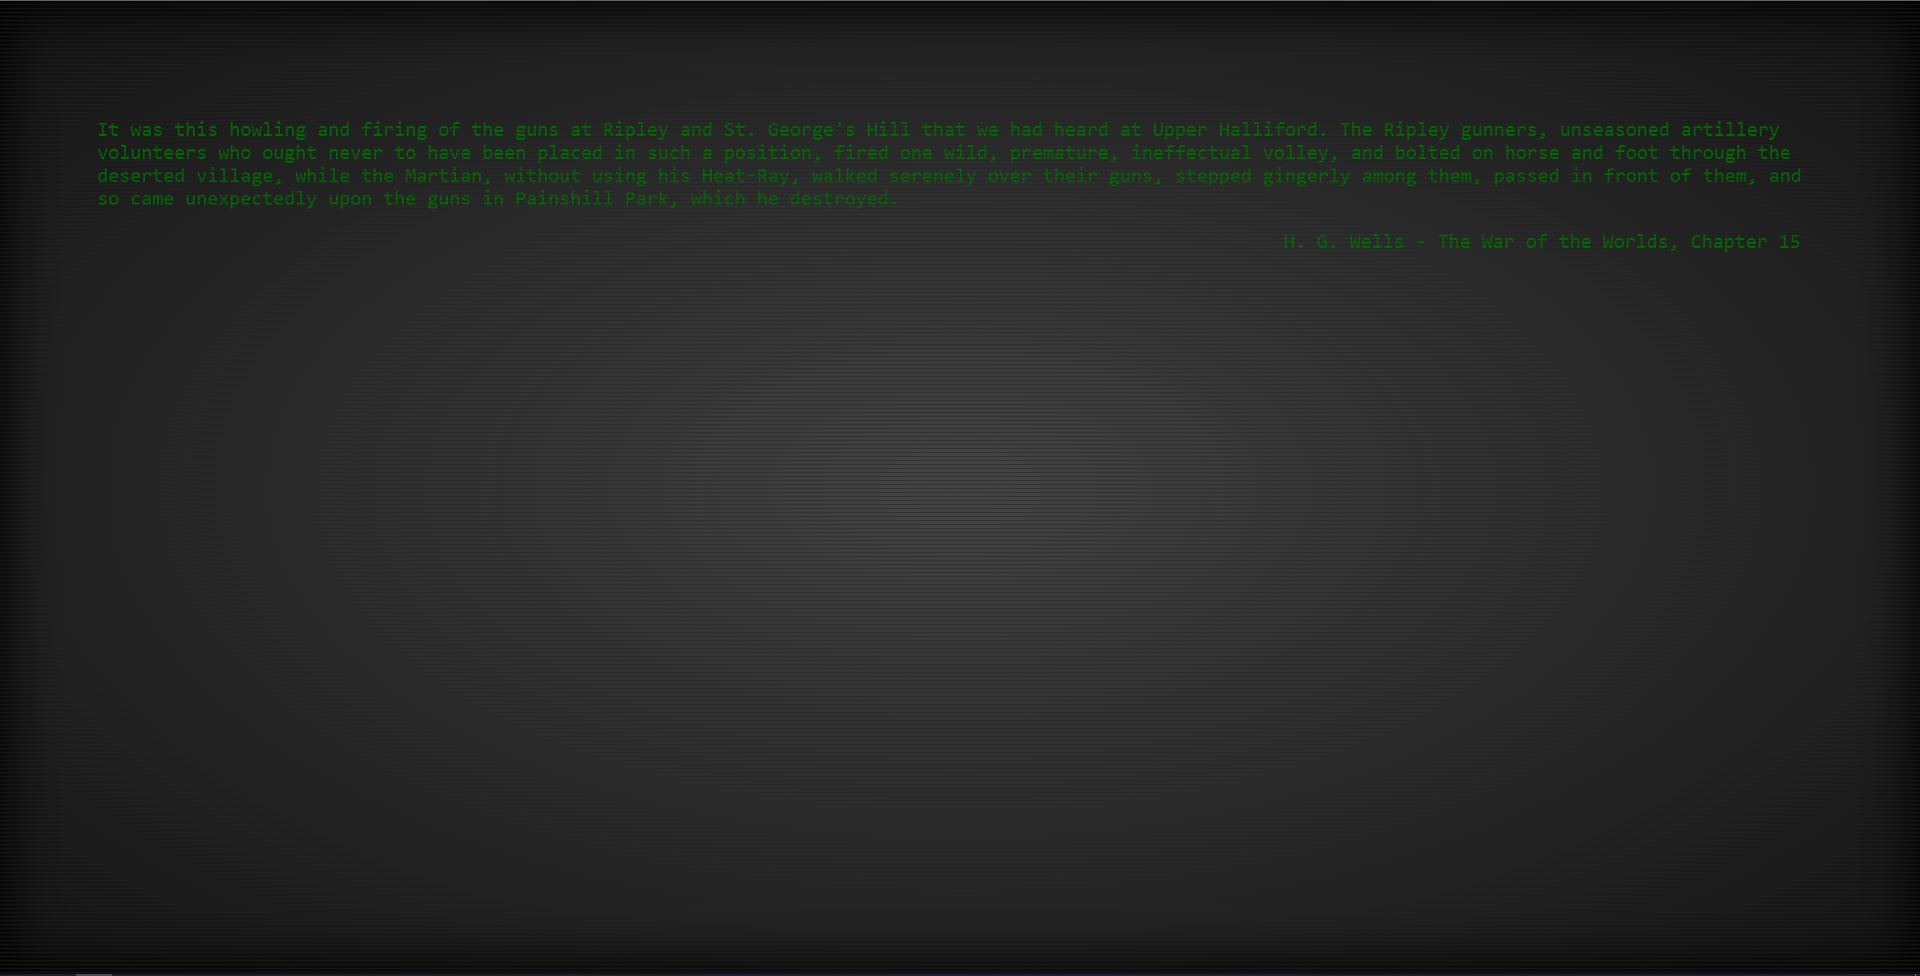 It was this howling and firing of the guns at Ripley and St. George's Hill that we had heard at Upper Halliford. The Ripley gunners, unseasoned artillery
volunteers who ought never to have been placed in such a position, fired one wild, premature, ineffectual volley, and bolted on horse and foot through the
deserted village, while the Martian, without using his Heat-Ray, walked serenely over their guns, stepped gingerly among them, passed in front of them, and
so came unexpectedly upon the guns in Painshill Park, which he destroyed.
H. G. Wells - The War of the Worlds, Chapter 15